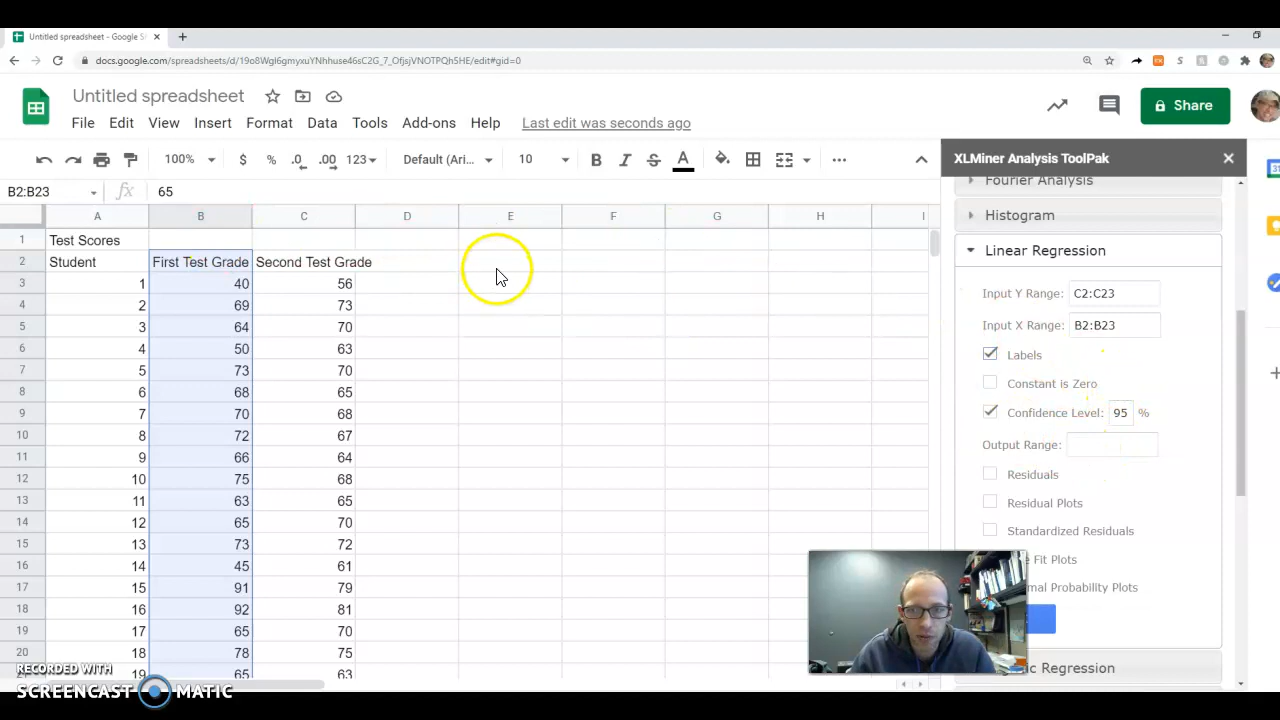 Untitled spreadsheet - Google S
docs.google.com/spreadsheets/d/19o8Wgl6gmyxuYNhhuse46sC2G_7_OfjsjVNOTPQh5HE/edit#gid=0
Untitled spreadsheet
Share
File Edit View Insert Format Data Tools Add-ons Help Last edit was seconds ago
100% $ % .0 .00 123 Default (Ari... 10 B I S A
XLMiner Analysis ToolPak
B2:B23 fx 65
A B C D E F G H I
1 Test Scores
2 Student First Test Grade Second Test Grade
3 1 40 56
4 2 69 73
5 3 64 70
6 4 50 63
7 5 73 70
8 6 68 65
9 7 70 68
10 8 72 67
11 9 66 64
12 10 75 68
13 11 63 65
14 12 65 70
15 13 73 72
16 14 45 61
17 15 91 79
18 16 92 81
19 17 65 70
20 18 78 75
19 65 63
Fourier Analysis
Histogram
Linear Regression
Input Y Range: C2:C23
Input X Range: B2:B23
Labels
Constant is Zero
Confidence Level: 95 %
Output Range:
Residuals
Residual Plots
Standardized Residuals
Fit Plots
Probability Plots
Regression
RECORDED WITH
SCREENCAST MATIC